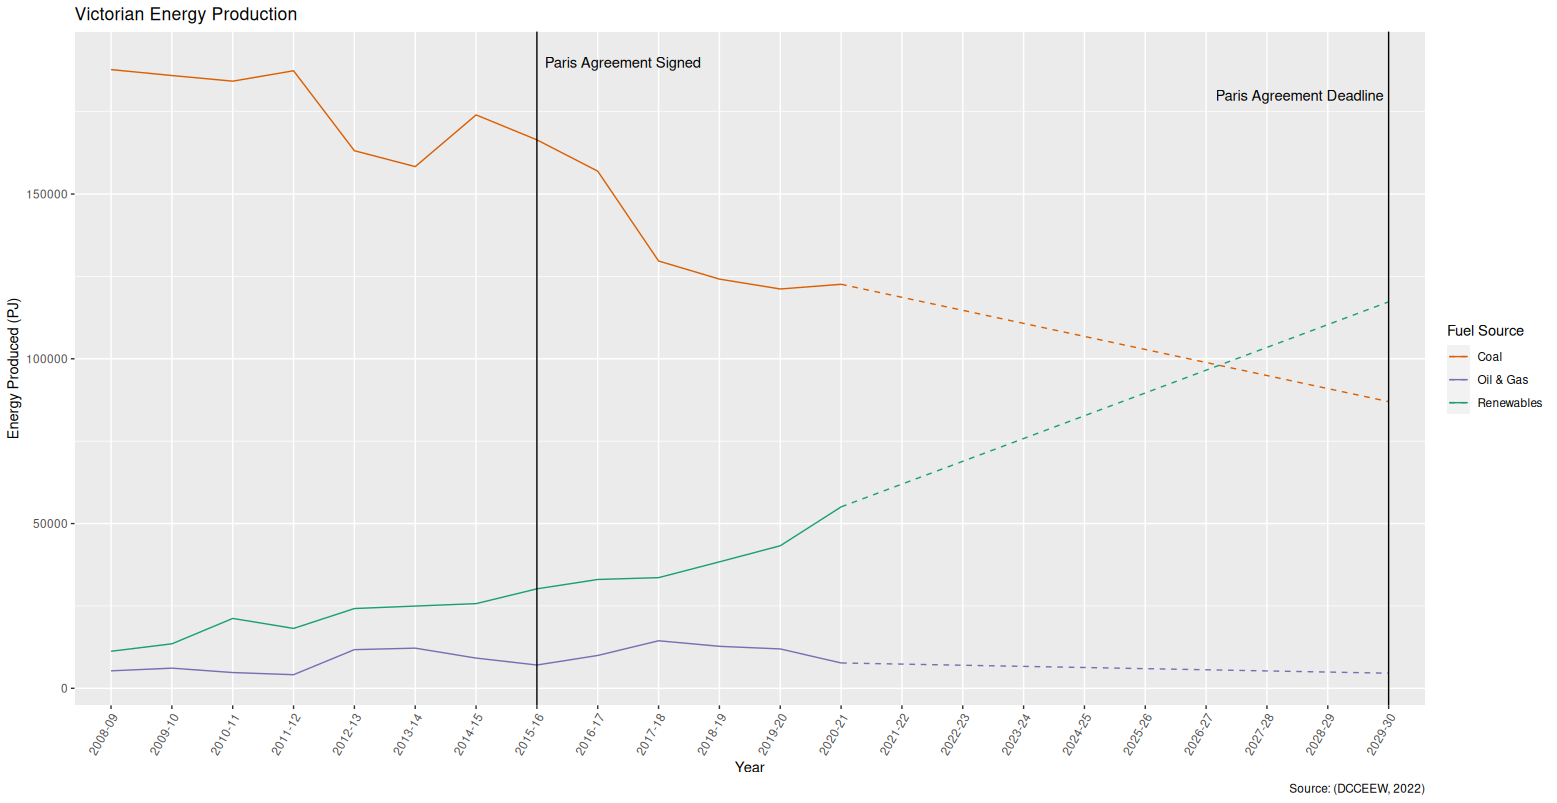 Victorian Energy Production
Paris Agreement Signed
Paris Agreement Deadline
150000
100000
50000
0
Energy Produced (PJ)
2008-09
2009-10
2010-11
2011-12
2012-13
2013-14
2014-15
2015-16
2016-17
2017-18
2018-19
2019-20
2020-21
2021-22
2022-23
2023-24
2024-25
2025-26
2026-27
2027-28
2028-29
2029-30
Year
Fuel Source
Coal
Oil & Gas
Renewables
Source: (DCCEEW, 2022)